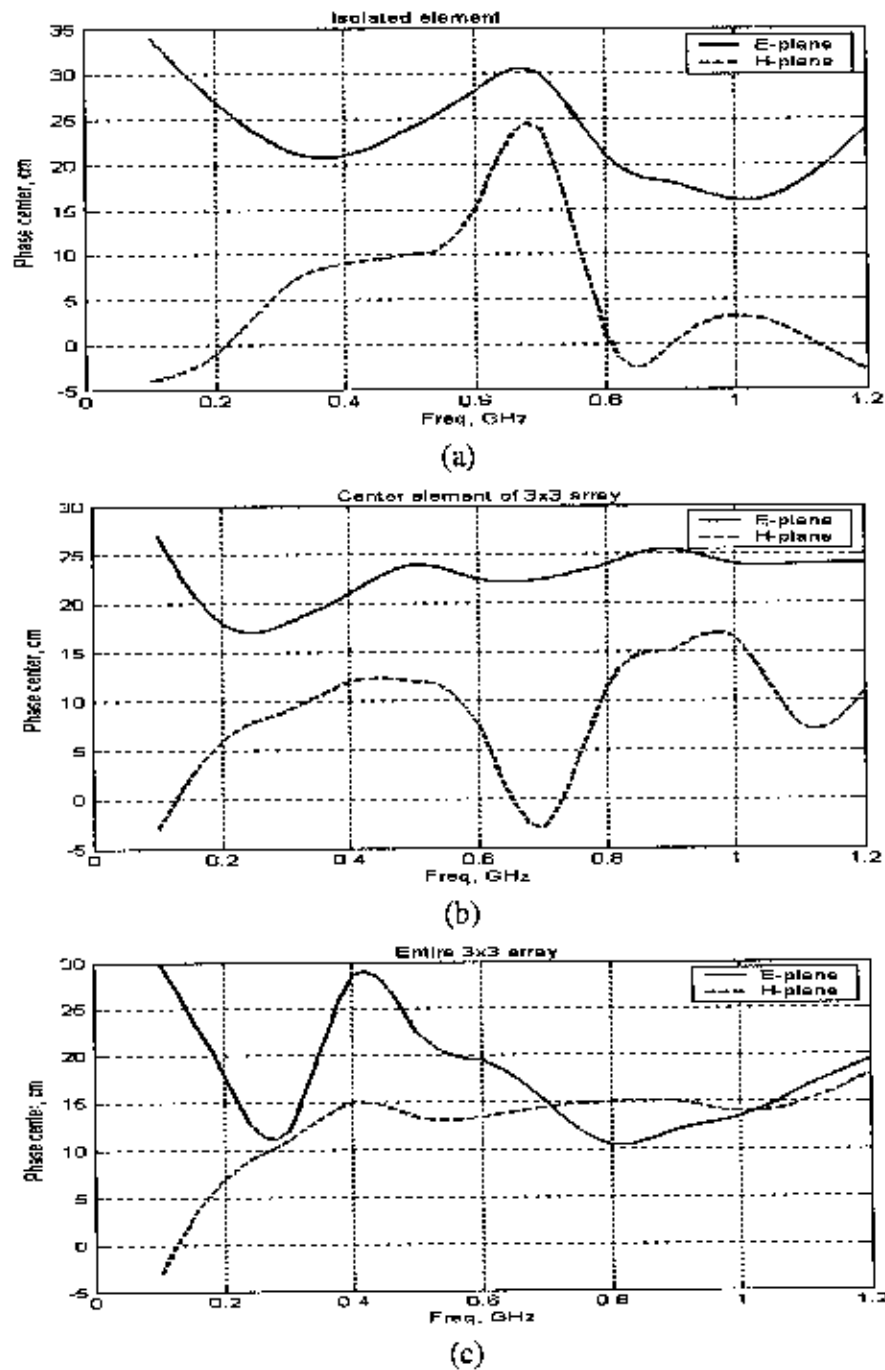 Isolated element
35
30
25
20
15
10
5
0
-5
Phase center, cm
E-plane
H-plane
0 0.2 0.4 0.6 0.8 1 1.2
Freq, GHz
(a)
Center element of 3x3 array
30
25
20
15
10
5
0
-5
Phase center, cm
E-plane
H-plane
0 0.2 0.4 0.6 0.8 1 1.2
Freq, GHz
(b)
Entire 3x3 array
30
25
20
15
10
5
0
-5
Phase center, cm
E-plane
H-plane
0 0.2 0.4 0.6 0.8 1 1.2
Freq, GHz
(c)